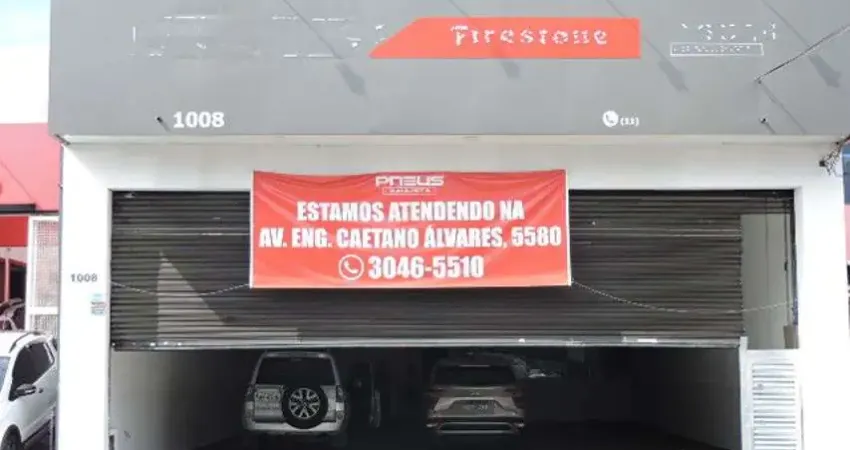 Firestone
1008
(11)
PNEUS
ESTAMOS ATENDENDO NA
AV. ENG. CAETANO ÁLVARES, 5580
3046-5510
1008